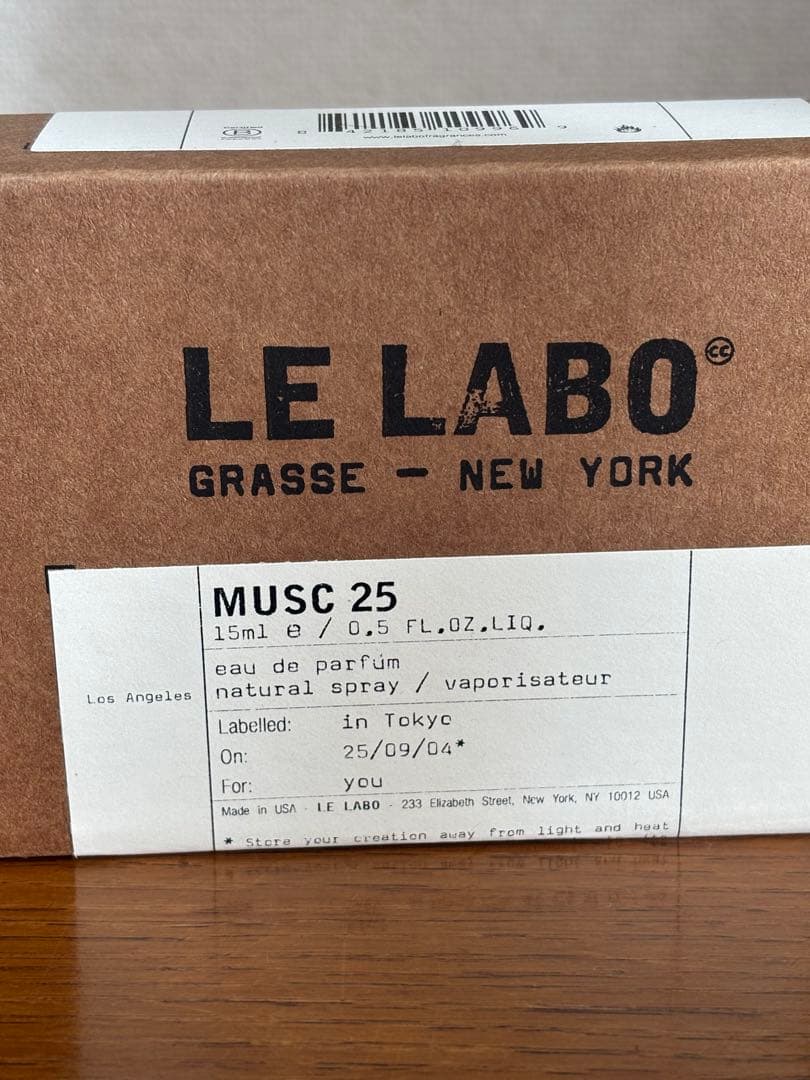 www.lelabofragrances.com
LE LABO
GRASSE — NEW YORK
MUSC 25
15ml e / 0.5 FL.OZ.LIQ.
eau de parfum
natural spray / vaporisateur
Los Angeles
Labelled: in Tokyo
On: 25/09/04*
For: you
Made in USA - LE LABO - 233 Elizabeth Street, New York, NY 10012 USA
* Store your creation away from light and heat